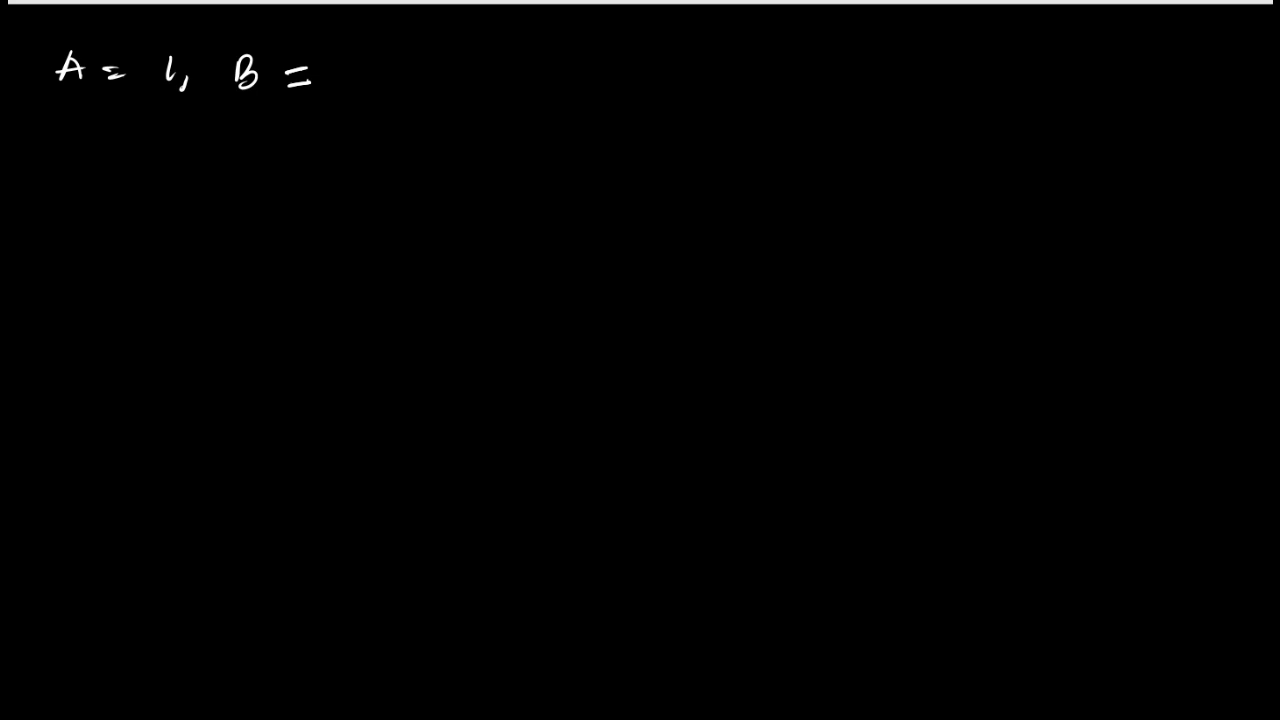 A = 1, B =